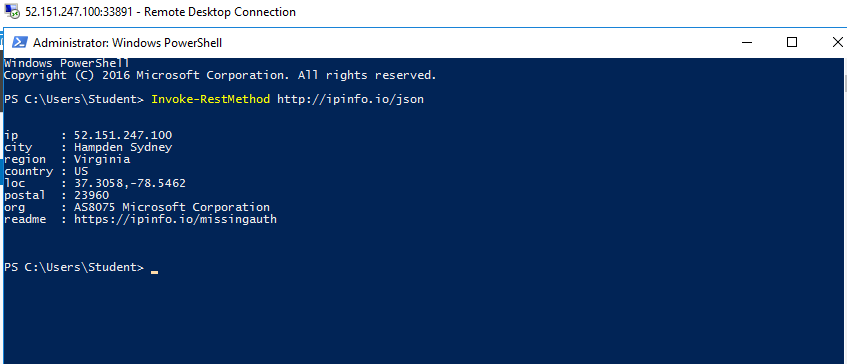 52.151.247.100:33891 - Remote Desktop Connection
Administrator: Windows PowerShell
Windows PowerShell
Copyright (C) 2016 Microsoft Corporation. All rights reserved.
PS C:\Users\Student> Invoke-RestMethod http://ipinfo.io/json
ip      : 52.151.247.100
city    : Hampden Sydney
region  : Virginia
country : US
loc     : 37.3058,-78.5462
postal  : 23960
org     : AS8075 Microsoft Corporation
readme  : https://ipinfo.io/missingauth
PS C:\Users\Student>